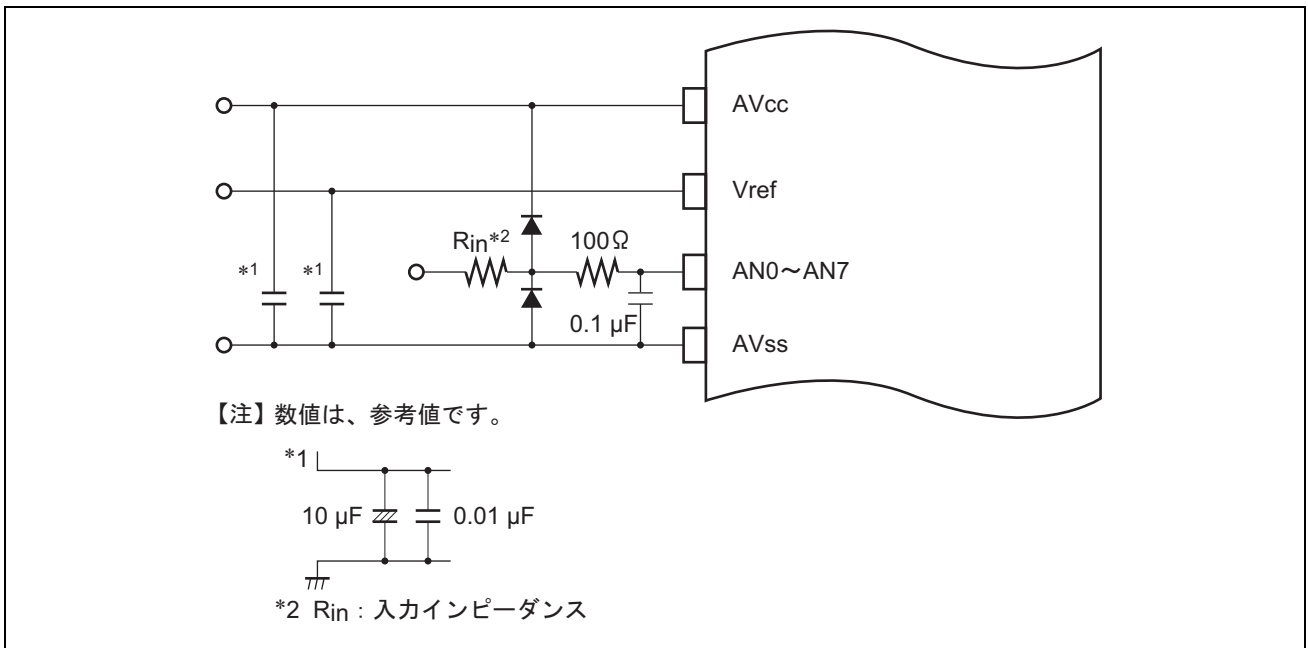 AVcc
Vref
Rin*2
100Ω
*1
*1
AN0～AN7
0.1 μF
AVss
【注】数値は、参考値です。
*1
10 μF
0.01 μF
*2 Rin：入力インピーダンス